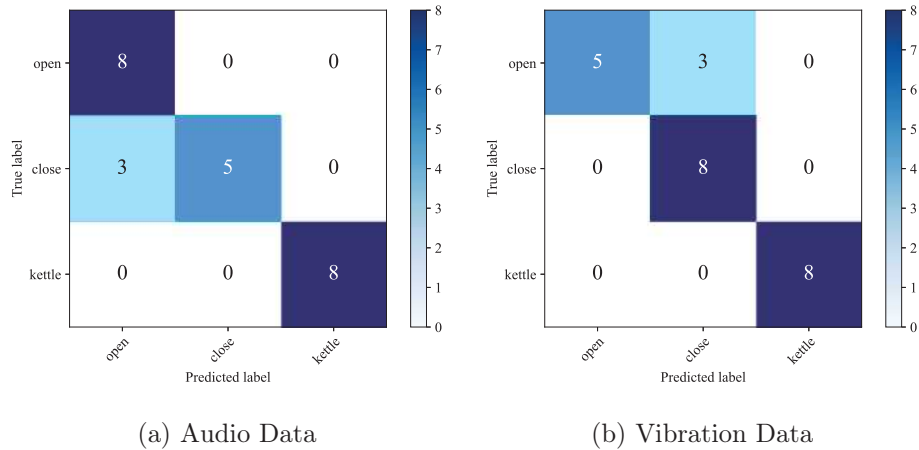 open 8 0 0
close 3 5 0
kettle 0 0 8
True label
open close kettle
Predicted label
8
7
6
5
4
3
2
1
0
(a) Audio Data
open 5 3 0
close 0 8 0
kettle 0 0 8
True label
open close kettle
Predicted label
8
7
6
5
4
3
2
1
0
(b) Vibration Data